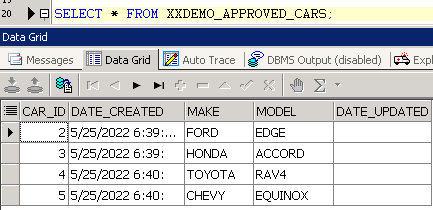 20 SELECT * FROM XXDEMO_APPROVED_CARS;
Data Grid
Messages Data Grid Auto Trace DBMS Output (disabled)
CAR_ID DATE_CREATED MAKE MODEL DATE_UPDATED
2 5/25/2022 6:39:... FORD EDGE
3 5/25/2022 6:39: HONDA ACCORD
4 5/25/2022 6:40: TOYOTA RAV4
5 5/25/2022 6:40: CHEVY EQUINOX